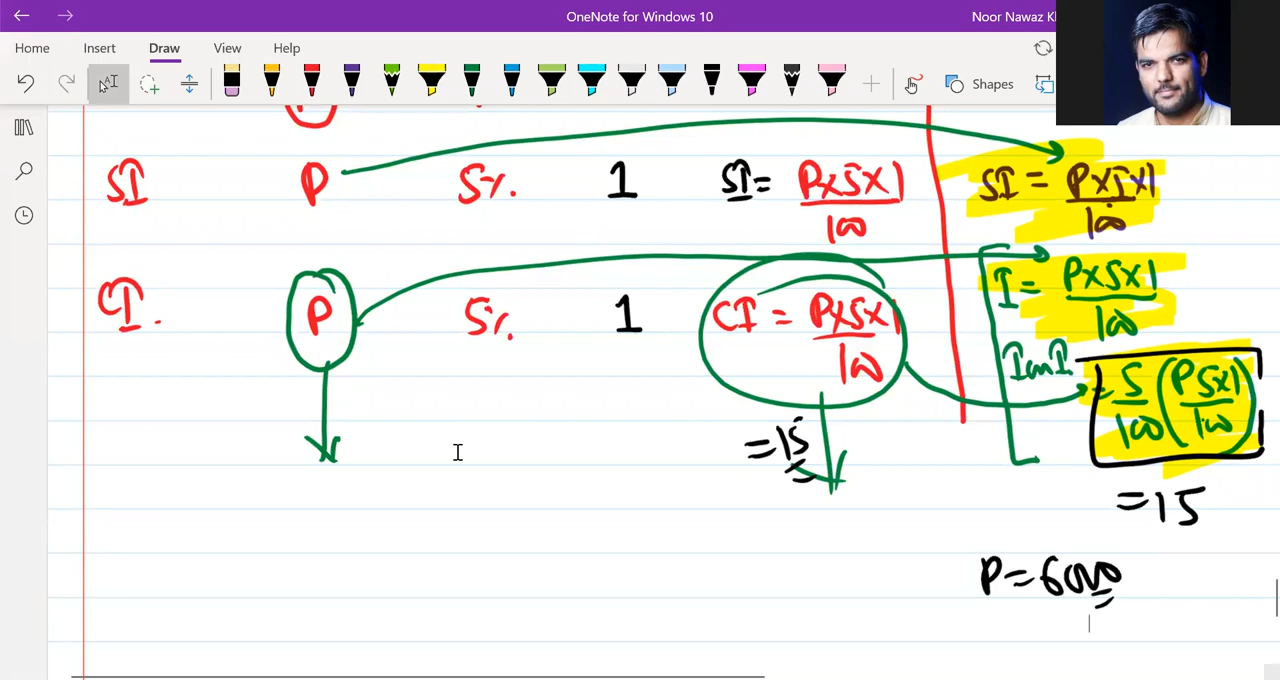 OneNote for Windows 10
Noor Nawaz Kh
Home Insert Draw View Help
Shapes
SI P 5%. 1 SI = P×5×1/100 SI = P×5×1/100
CI. P 5%. 1 CI = P×5×1/100 I = P×5×1/100
I on I = 5/100 (P 5×1/100)
= 15
= 15
P = 6000